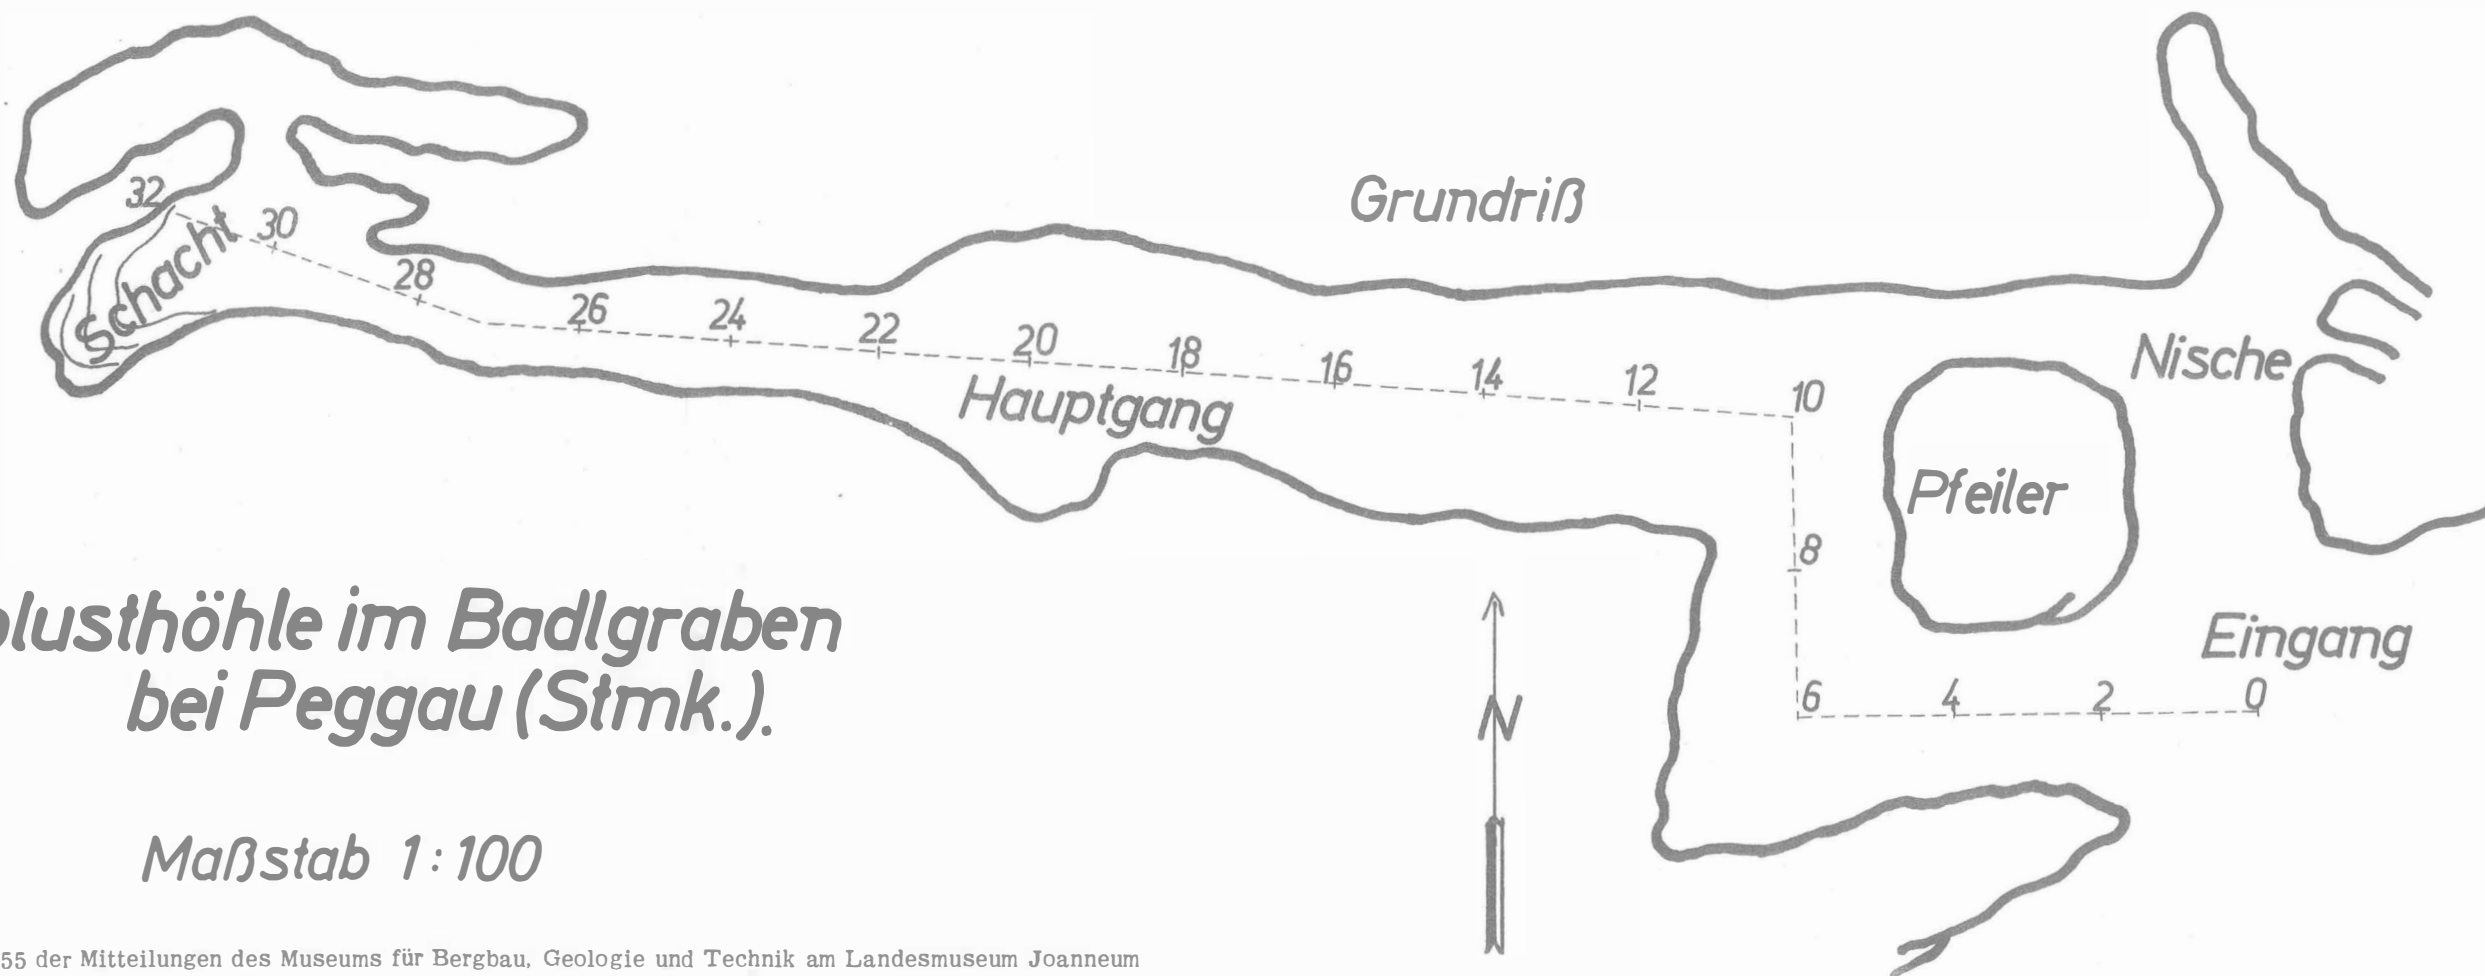 Grundriß
32
Schacht
30
28
26
24
22
20
18
16
14
12
10
Hauptgang
Nische
Pfeiler
8
Eingang
6
4
2
0
olusthöhle im Badlgraben
bei Peggau (Stmk.).
N
Maßstab 1:100
55 der Mitteilungen des Museums für Bergbau, Geologie und Technik am Landesmuseum Joanneum